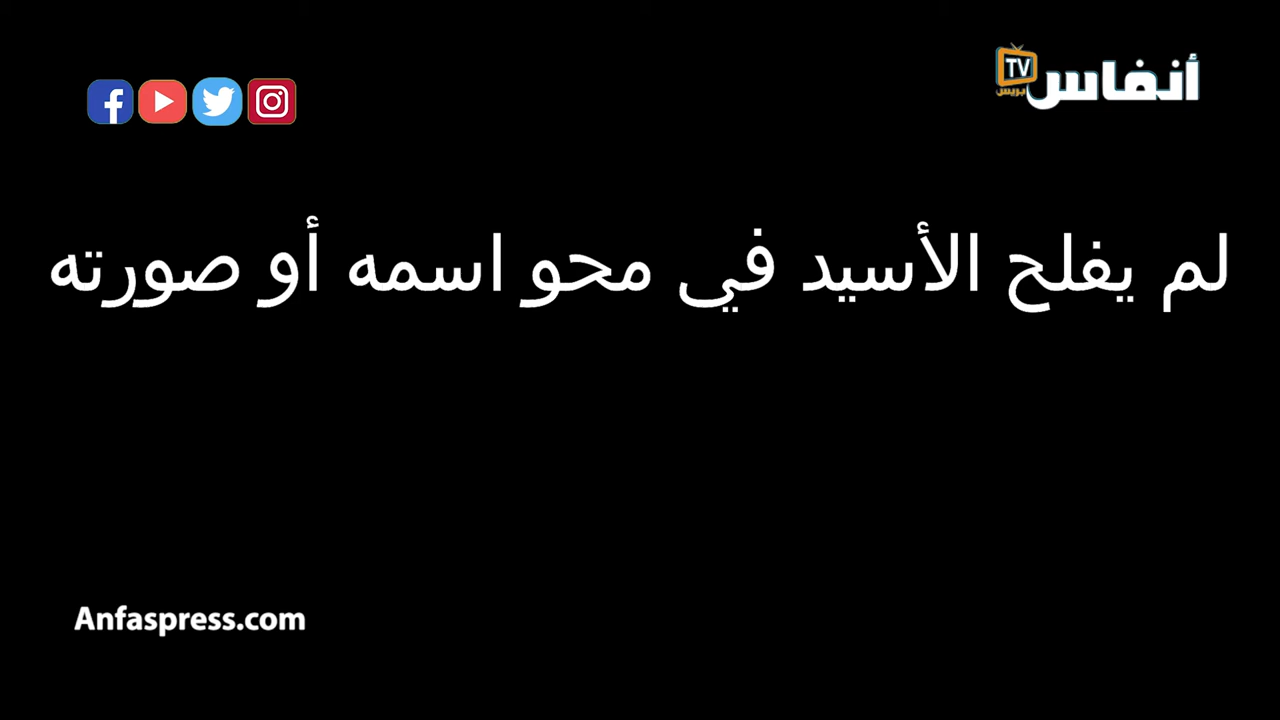 أنفاس
TV
بريس
لم يفلح الأسيد في محو اسمه أو صورته
Anfaspress.com